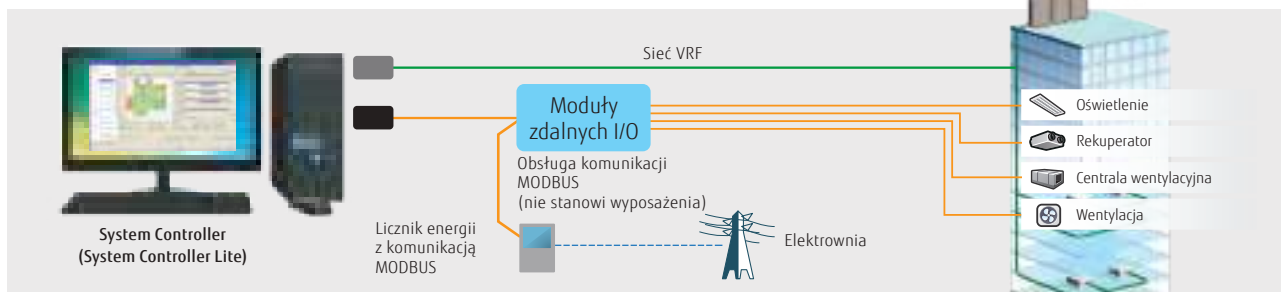 Sieć VRF
Moduły
zdalnych I/O
Obsługa komunikacji
MODBUS
(nie stanowi wyposażenia)
Oświetlenie
Rekuperator
Centrala wentylacyjna
Wentylacja
System Controller
(System Controller Lite)
Licznik energii
z komunikacją
MODBUS
Elektrownia